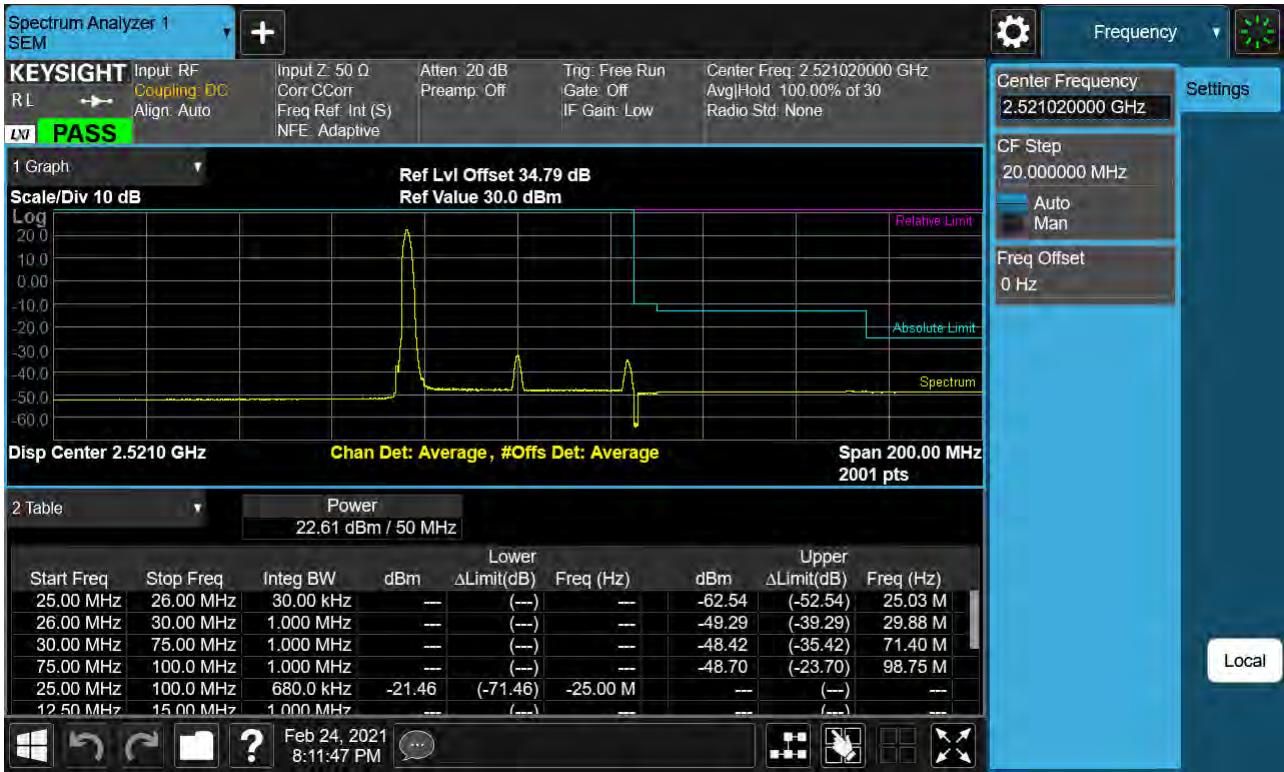 Spectrum Analyzer 1
SEM
Frequency
KEYSIGHT
RL
LXI PASS
Input: RF
Coupling: DC
Align: Auto
Input Z: 50 Ω
Corr CCorr
Freq Ref: Int (S)
NFE: Adaptive
Atten: 20 dB
Preamp: Off
Trig: Free Run
Gate: Off
IF Gain: Low
Center Freq: 2.521020000 GHz
Avg|Hold: 100.00% of 30
Radio Std: None
Center Frequency
2.521020000 GHz
Settings
CF Step
20.000000 MHz
Auto
Man
Freq Offset
0 Hz
1 Graph
Ref Lvl Offset 34.79 dB
Scale/Div 10 dB
Ref Value 30.0 dBm
Log
Relative Limit
20.0
10.0
0.00
-10.0
-20.0
Absolute Limit
-30.0
-40.0
Spectrum
-50.0
-60.0
Disp Center 2.5210 GHz
Chan Det: Average, #Offs Det: Average
Span 200.00 MHz
2001 pts
2 Table
Power
22.61 dBm / 50 MHz
Lower Upper
Start Freq Stop Freq Integ BW dBm ΔLimit(dB) Freq (Hz) dBm ΔLimit(dB) Freq (Hz)
25.00 MHz 26.00 MHz 30.00 kHz --- (---) --- -62.54 (-52.54) 25.03 M
26.00 MHz 30.00 MHz 1.000 MHz --- (---) --- -49.29 (-39.29) 29.88 M
30.00 MHz 75.00 MHz 1.000 MHz --- (---) --- -48.42 (-35.42) 71.40 M
75.00 MHz 100.0 MHz 1.000 MHz --- (---) --- -48.70 (-23.70) 98.75 M
25.00 MHz 100.0 MHz 680.0 kHz -21.46 (-71.46) -25.00 M --- (---) ---
12.50 MHz 15.00 MHz 1.000 MHz --- (---) --- --- (---) ---
Local
Feb 24, 2021
8:11:47 PM